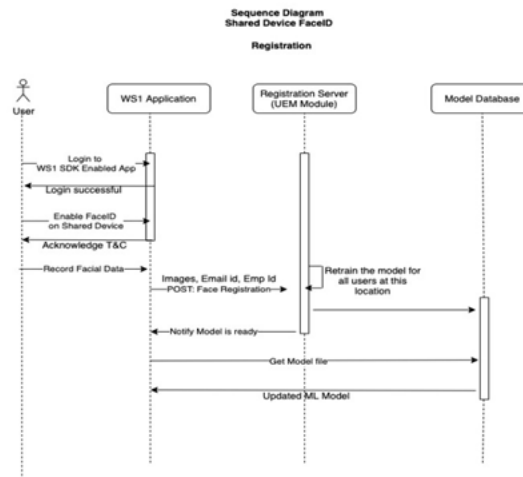 Sequence Diagram
Shared Device FaceID
Registration
User
WS1 Application
Registration Server
(UEM Module)
Model Database
Login to
WS1 SDK Enabled App
Login successful
Enable FaceID
on Shared Device
Acknowledge T&C
Record Facial Data
Images, Email id, Emp Id
POST: Face Registration
Retrain the model for
all users at this
location
Notify Model is ready
Get Model file
Updated ML Model